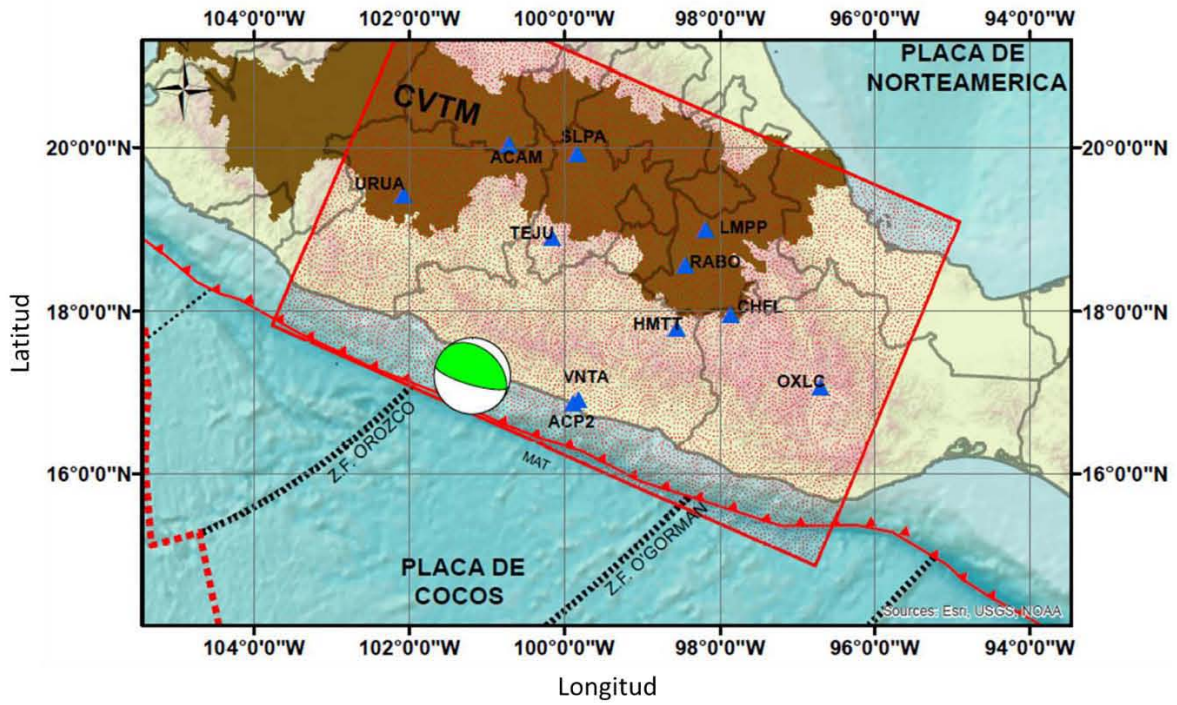 104°0'0"W 102°0'0"W 100°0'0"W 98°0'0"W 96°0'0"W 94°0'0"W
PLACA DE
NORTEAMERICA
CVTM
SLPA
20°0'0"N
20°0'0"N
ACAM
URUA
LMPP
TEJU
RABO
18°0'0"N
18°0'0"N
CHFL
HMTT
VNTA
OXLC
ACP2
Z.F. OROZCO
MAT
16°0'0"N
16°0'0"N
Z.F. O'GORMAN
PLACA DE
COCOS
Sources: Esri, USGS, NOAA
104°0'0"W 102°0'0"W 100°0'0"W 98°0'0"W 96°0'0"W 94°0'0"W
Latitud
Longitud